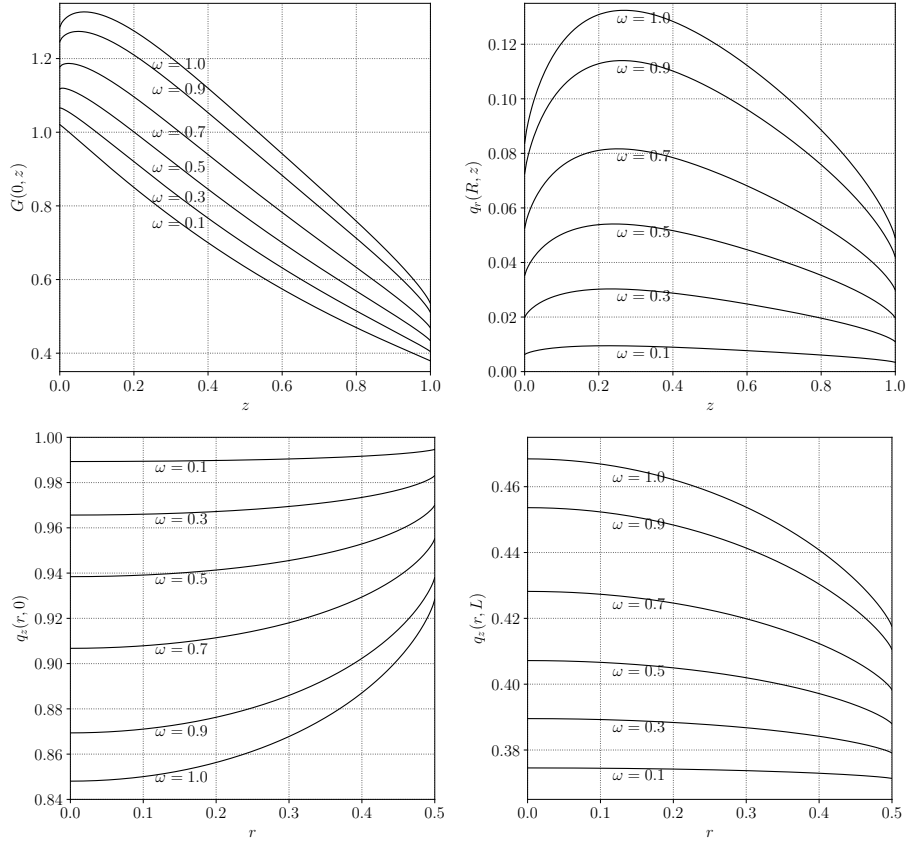 1.2
1.0
0.8
0.6
0.4
G(0, z)
ω = 1.0
ω = 0.9
ω = 0.7
ω = 0.5
ω = 0.3
ω = 0.1
0.0 0.2 0.4 0.6 0.8 1.0
z
0.12
0.10
0.08
0.06
0.04
0.02
0.00
q_r(R, z)
ω = 1.0
ω = 0.9
ω = 0.7
ω = 0.5
ω = 0.3
ω = 0.1
0.0 0.2 0.4 0.6 0.8 1.0
z
1.00
0.98
0.96
0.94
0.92
0.90
0.88
0.86
0.84
q_z(r, 0)
ω = 0.1
ω = 0.3
ω = 0.5
ω = 0.7
ω = 0.9
ω = 1.0
0.0 0.1 0.2 0.3 0.4 0.5
r
0.46
0.44
0.42
0.40
0.38
q_z(r, L)
ω = 1.0
ω = 0.9
ω = 0.7
ω = 0.5
ω = 0.3
ω = 0.1
0.0 0.1 0.2 0.3 0.4 0.5
r